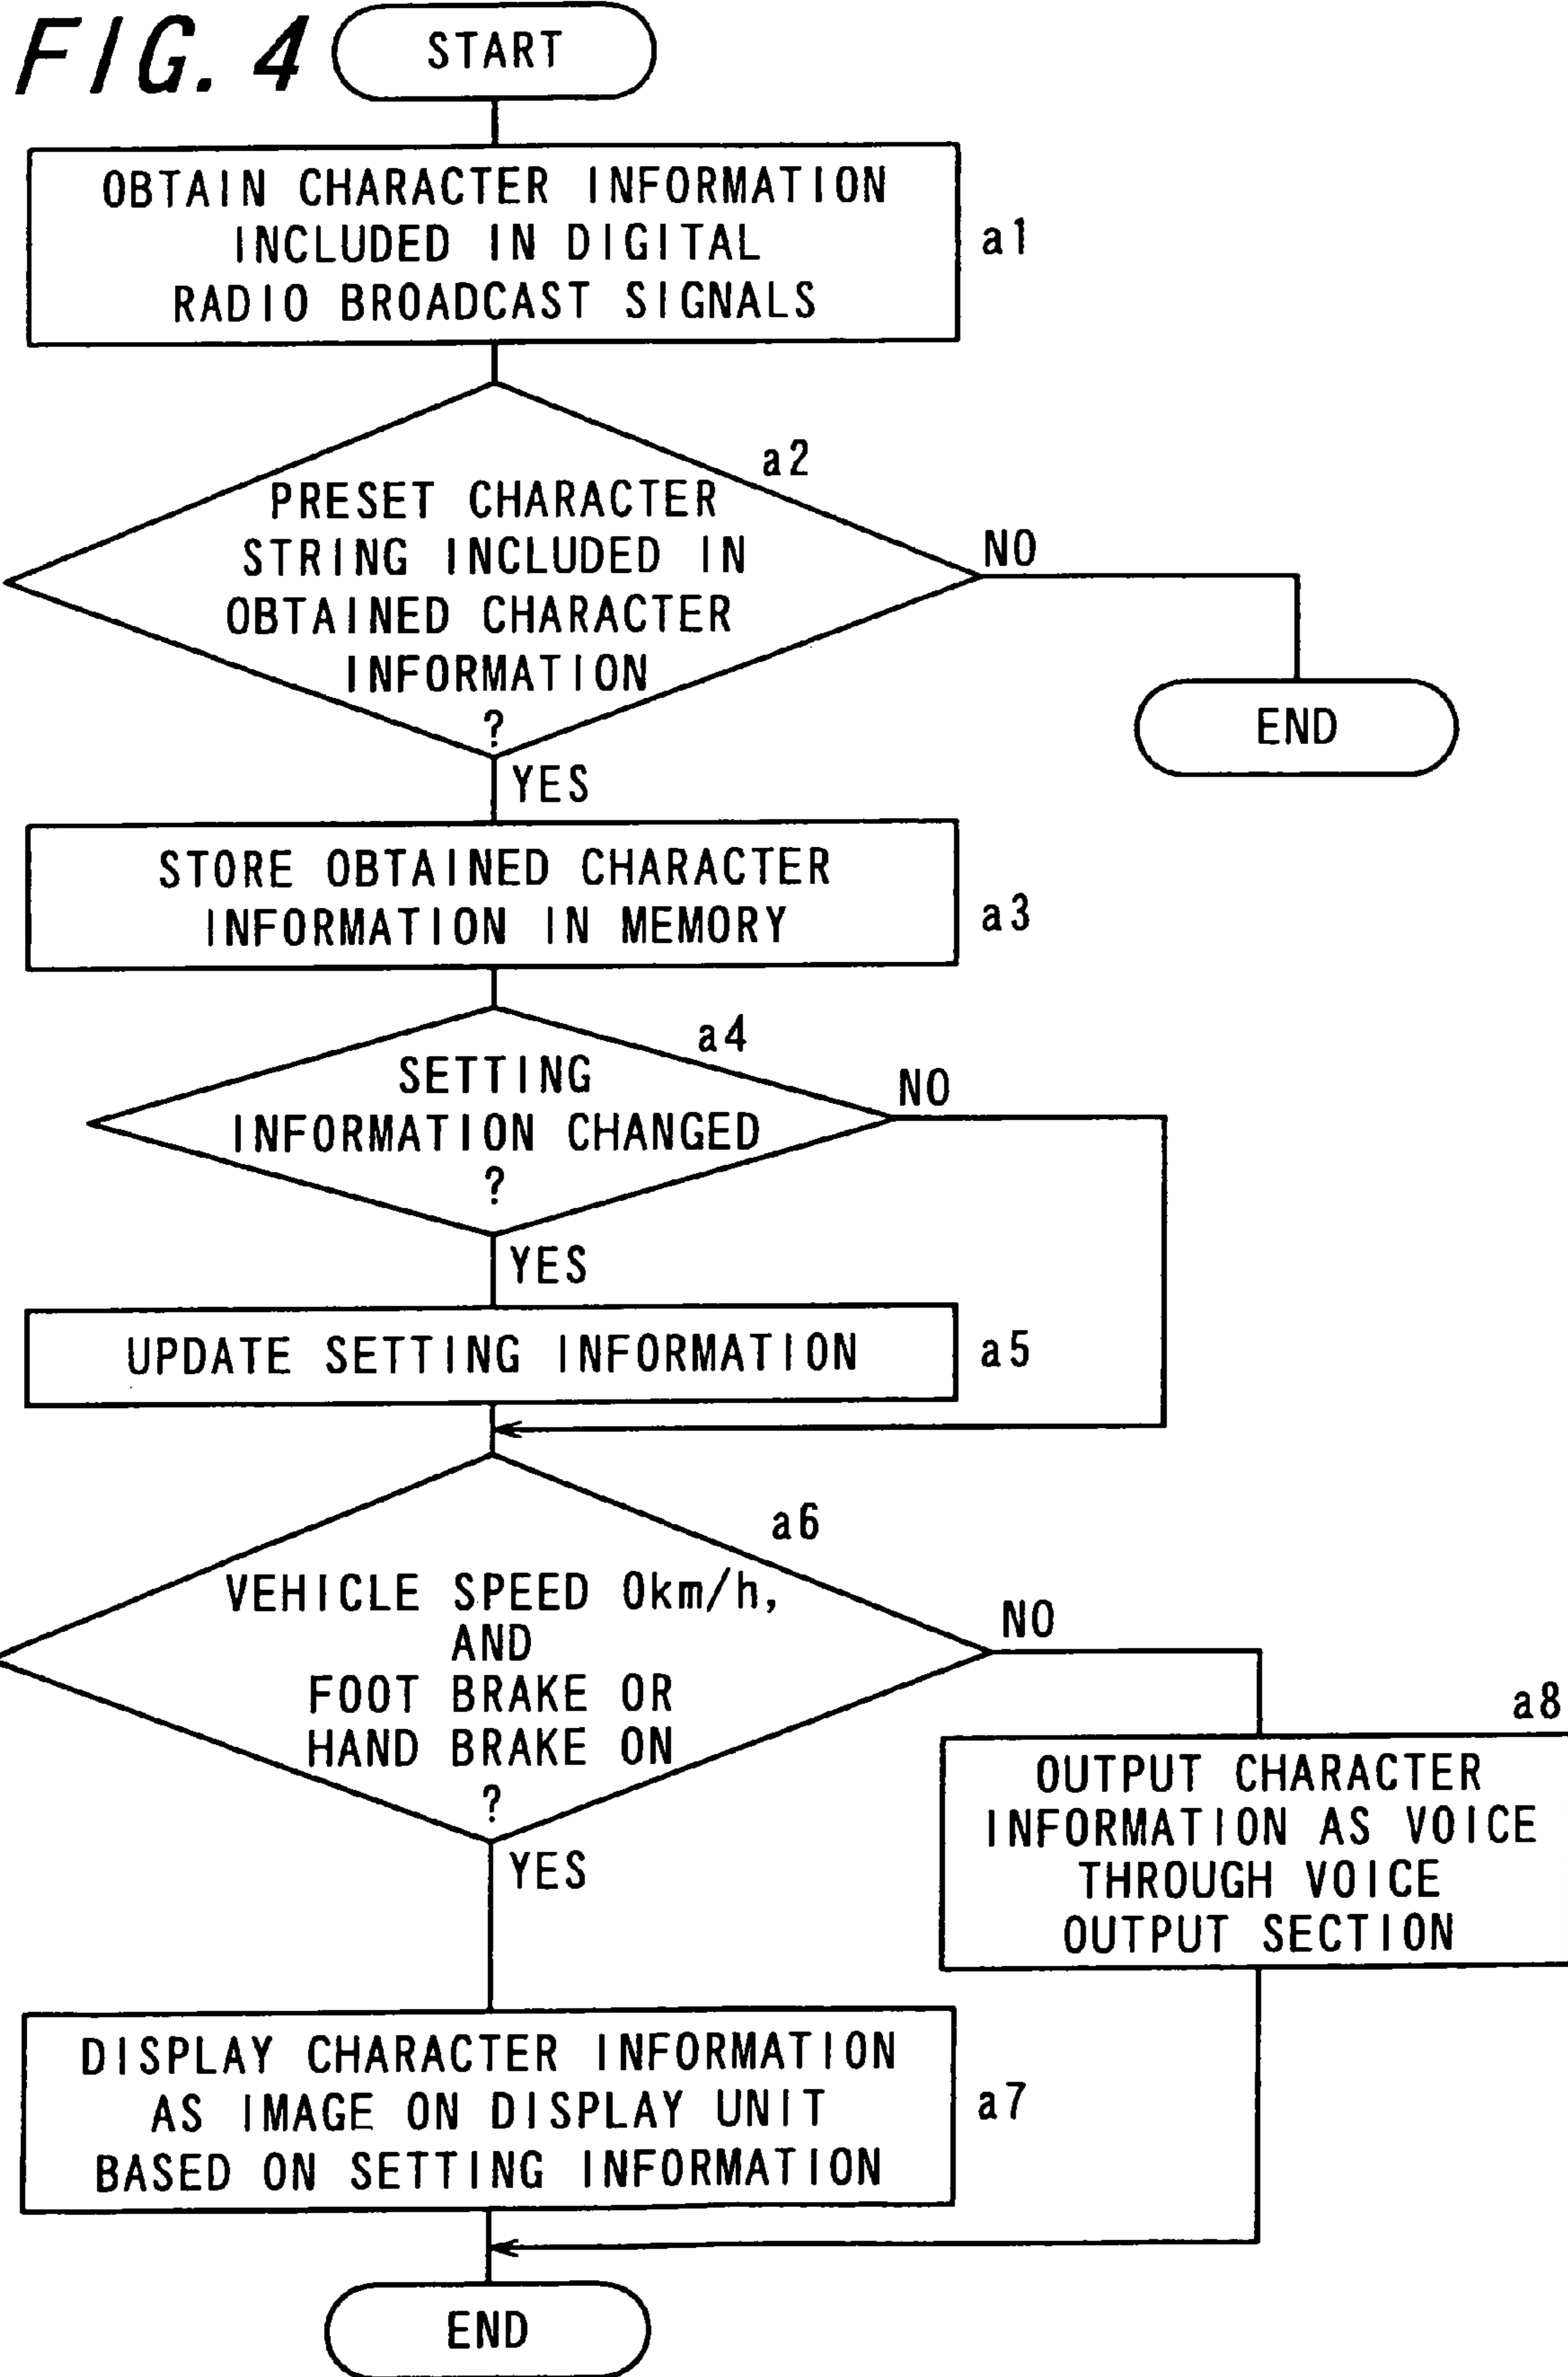 FIG. 4
START
OBTAIN CHARACTER INFORMATION
INCLUDED IN DIGITAL
RADIO BROADCAST SIGNALS
a1
a2
PRESET CHARACTER
STRING INCLUDED IN
OBTAINED CHARACTER
INFORMATION
?
NO
END
YES
STORE OBTAINED CHARACTER
INFORMATION IN MEMORY
a3
a4
SETTING
INFORMATION CHANGED
?
NO
YES
UPDATE SETTING INFORMATION
a5
a6
VEHICLE SPEED 0km/h,
AND
FOOT BRAKE OR
HAND BRAKE ON
?
NO
YES
a8
OUTPUT CHARACTER
INFORMATION AS VOICE
THROUGH VOICE
OUTPUT SECTION
DISPLAY CHARACTER INFORMATION
AS IMAGE ON DISPLAY UNIT
BASED ON SETTING INFORMATION
a7
END